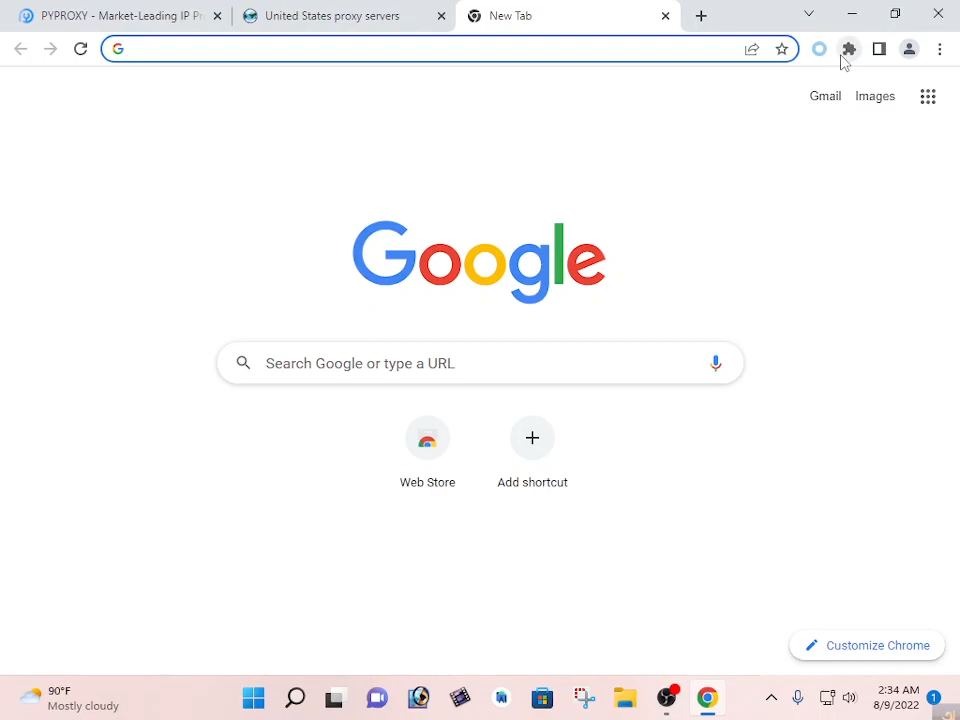 PYPROXY - Market-Leading IP Pr
United States proxy servers
New Tab
Gmail
Images
Google
Search Google or type a URL
Web Store
Add shortcut
Customize Chrome
90°F
Mostly cloudy
2:34 AM
8/9/2022
1